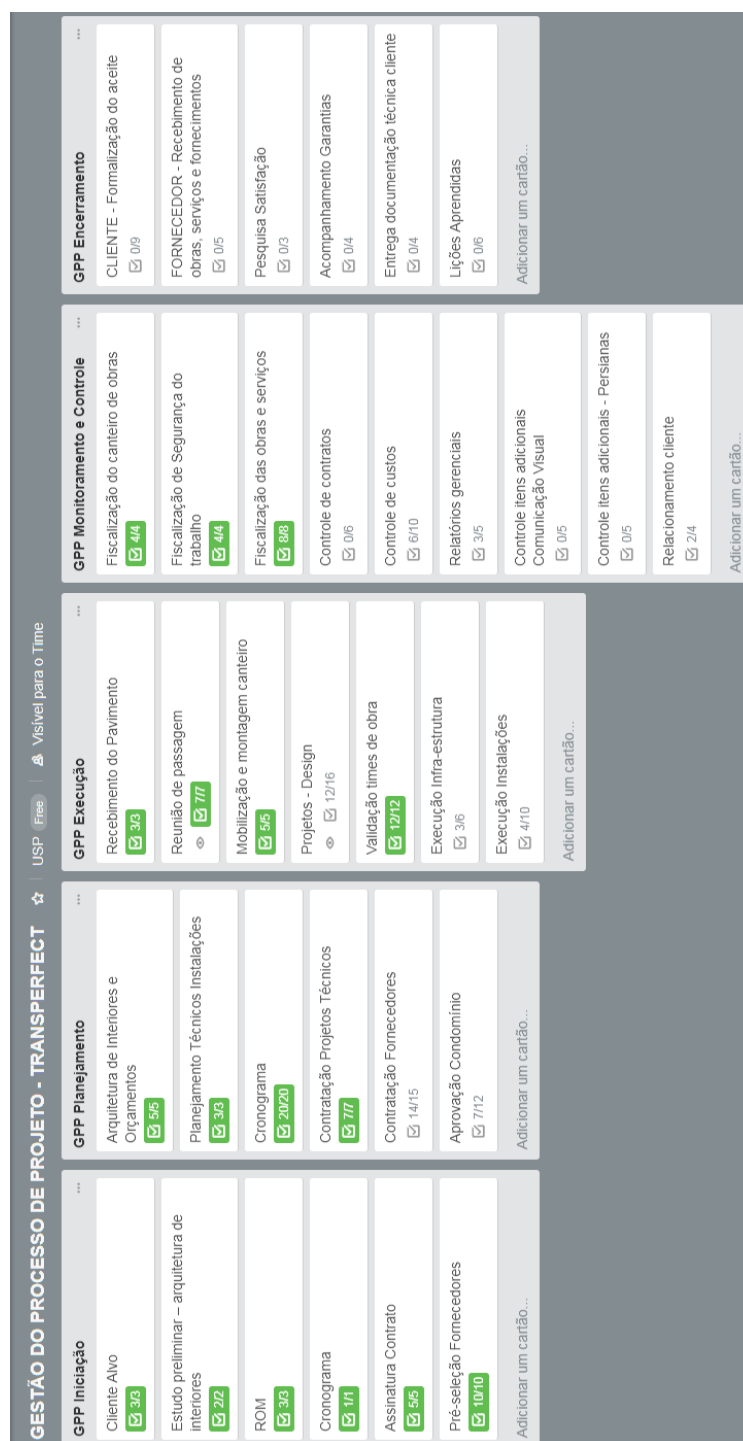 GESTÃO DO PROCESSO DE PROJETO - TRANSPERFECT ☆ USP Free Visível para o Time
GPP Iniciação ...
Cliente Alvo
3/3
Estudo preliminar – arquitetura de
interiores
2/2
ROM
3/3
Cronograma
1/1
Assinatura Contrato
5/5
Pré-seleção Fornecedores
10/10
Adicionar um cartão...
GPP Planejamento ...
Arquitetura de Interiores e
Orçamentos
5/5
Planejamento Técnicos Instalações
3/3
Cronograma
20/20
Contratação Projetos Técnicos
7/7
Contratação Fornecedores
14/15
Aprovação Condomínio
7/12
Adicionar um cartão...
GPP Execução ...
Recebimento do Pavimento
3/3
Reunião de passagem
7/7
Mobilização e montagem canteiro
5/5
Projetos - Design
12/16
Validação times de obra
12/12
Execução Infra-estrutura
3/6
Execução Instalações
4/10
Adicionar um cartão...
GPP Monitoramento e Controle ...
Fiscalização do canteiro de obras
4/4
Fiscalização de Segurança do
trabalho
4/4
Fiscalização das obras e serviços
8/8
Controle de contratos
0/6
Controle de custos
6/10
Relatórios gerenciais
3/5
Controle itens adicionais
Comunicação Visual
0/5
Controle itens adicionais - Persianas
0/5
Relacionamento cliente
2/4
Adicionar um cartão...
GPP Encerramento ...
CLIENTE - Formalização do aceite
0/9
FORNECEDOR - Recebimento de
obras, serviços e fornecimentos
0/5
Pesquisa Satisfação
0/3
Acompanhamento Garantias
0/4
Entrega documentação técnica cliente
0/4
Lições Aprendidas
0/6
Adicionar um cartão...